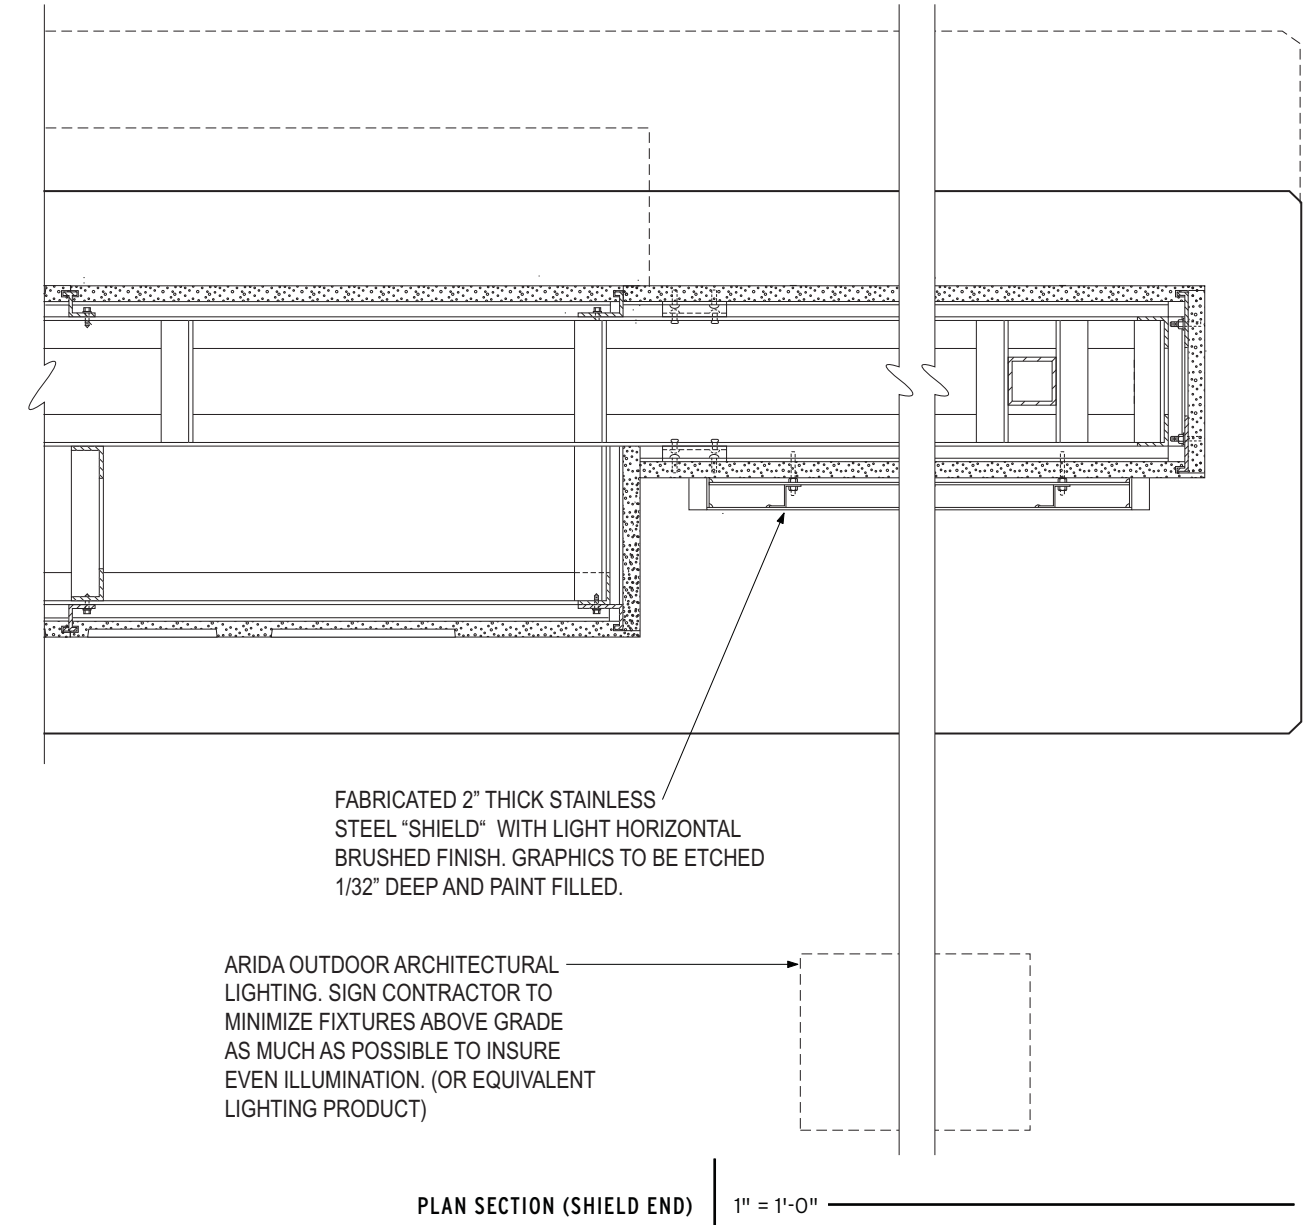 FABRICATED 2” THICK STAINLESS
STEEL “SHIELD“ WITH LIGHT HORIZONTAL
BRUSHED FINISH. GRAPHICS TO BE ETCHED
1/32” DEEP AND PAINT FILLED.
ARIDA OUTDOOR ARCHITECTURAL
LIGHTING. SIGN CONTRACTOR TO
MINIMIZE FIXTURES ABOVE GRADE
AS MUCH AS POSSIBLE TO INSURE
EVEN ILLUMINATION. (OR EQUIVALENT
LIGHTING PRODUCT)
PLAN SECTION (SHIELD END) 1" = 1'-0"